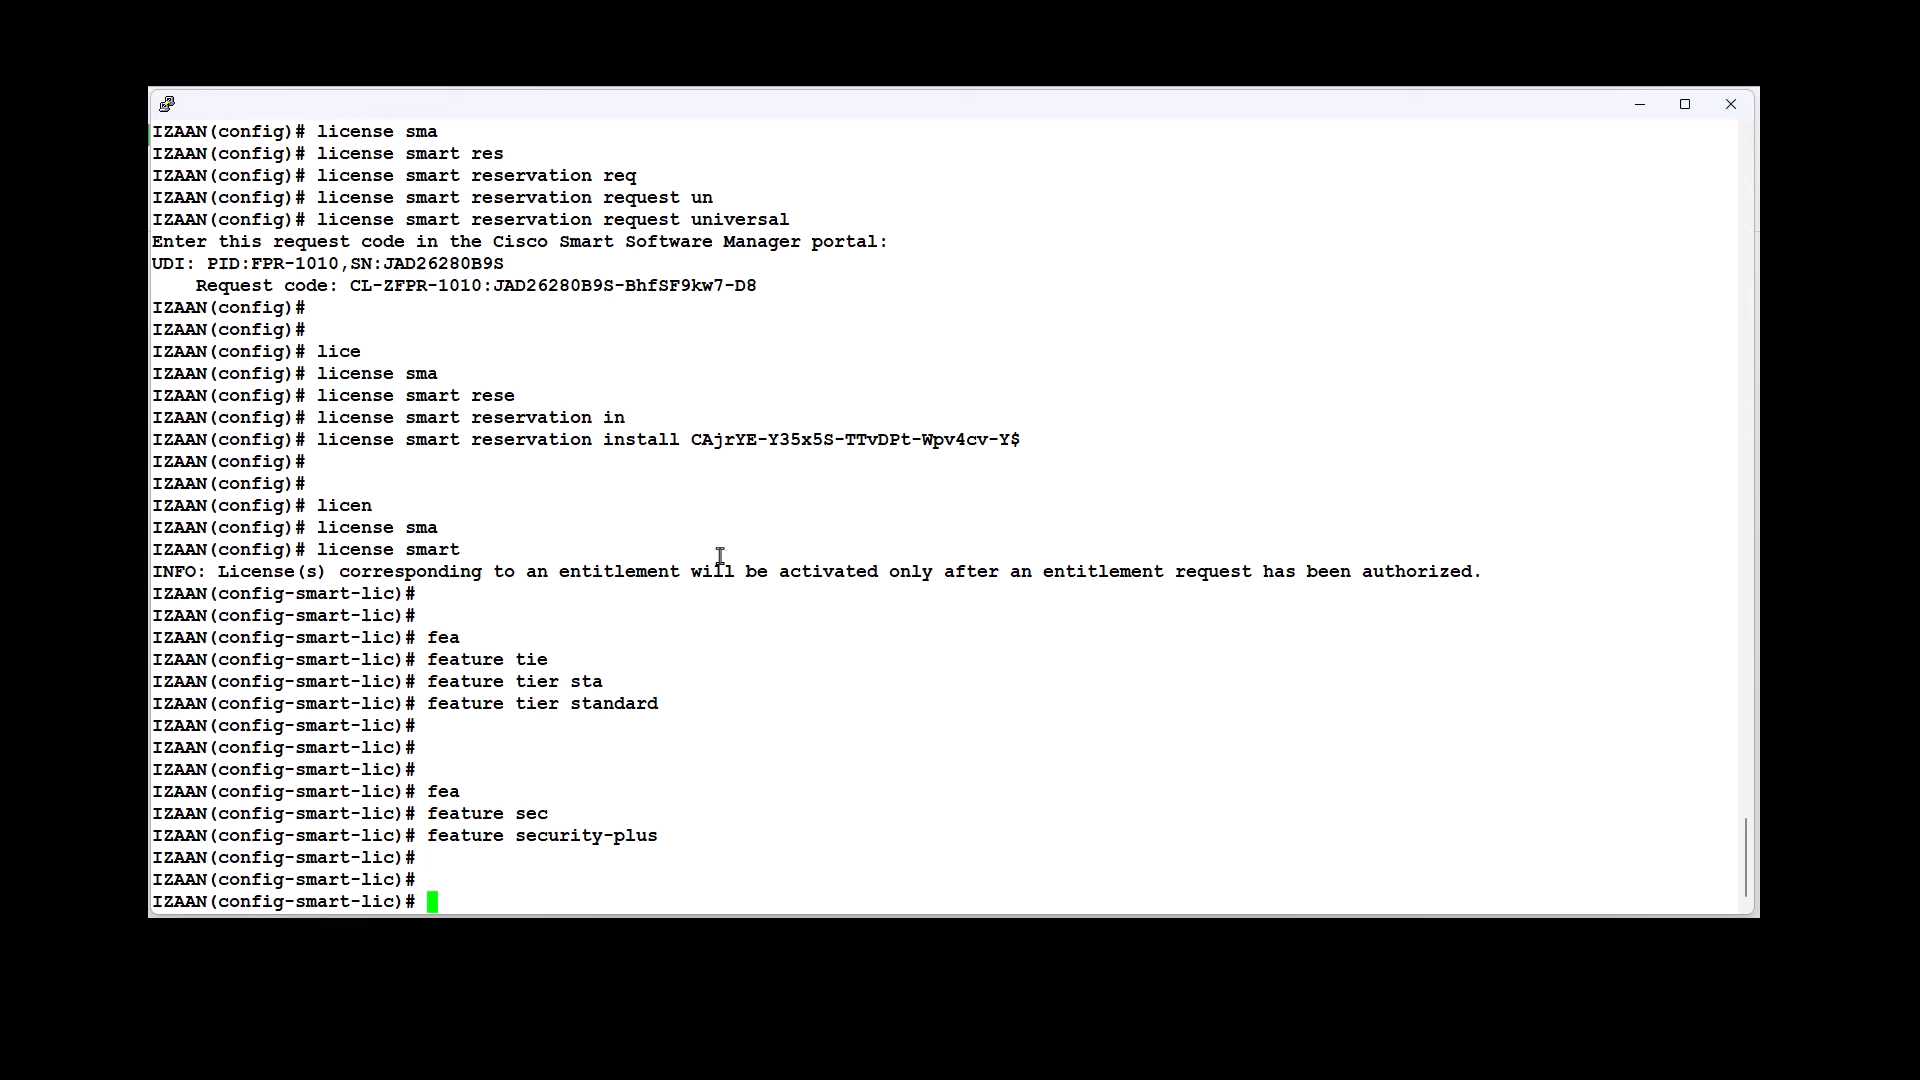 IZAAN(config)# license sma
IZAAN(config)# license smart res
IZAAN(config)# license smart reservation req
IZAAN(config)# license smart reservation request un
IZAAN(config)# license smart reservation request universal
Enter this request code in the Cisco Smart Software Manager portal:
UDI: PID:FPR-1010,SN:JAD26280B9S
    Request code: CL-ZFPR-1010:JAD26280B9S-BhfSF9kw7-D8
IZAAN(config)#
IZAAN(config)#
IZAAN(config)# lice
IZAAN(config)# license sma
IZAAN(config)# license smart rese
IZAAN(config)# license smart reservation in
IZAAN(config)# license smart reservation install CAjrYE-Y35x5S-TTvDPt-Wpv4cv-Y$
IZAAN(config)#
IZAAN(config)#
IZAAN(config)# licen
IZAAN(config)# license sma
IZAAN(config)# license smart
INFO: License(s) corresponding to an entitlement will be activated only after an entitlement request has been authorized.
IZAAN(config-smart-lic)#
IZAAN(config-smart-lic)#
IZAAN(config-smart-lic)# fea
IZAAN(config-smart-lic)# feature tie
IZAAN(config-smart-lic)# feature tier sta
IZAAN(config-smart-lic)# feature tier standard
IZAAN(config-smart-lic)#
IZAAN(config-smart-lic)#
IZAAN(config-smart-lic)#
IZAAN(config-smart-lic)# fea
IZAAN(config-smart-lic)# feature sec
IZAAN(config-smart-lic)# feature security-plus
IZAAN(config-smart-lic)#
IZAAN(config-smart-lic)#
IZAAN(config-smart-lic)#